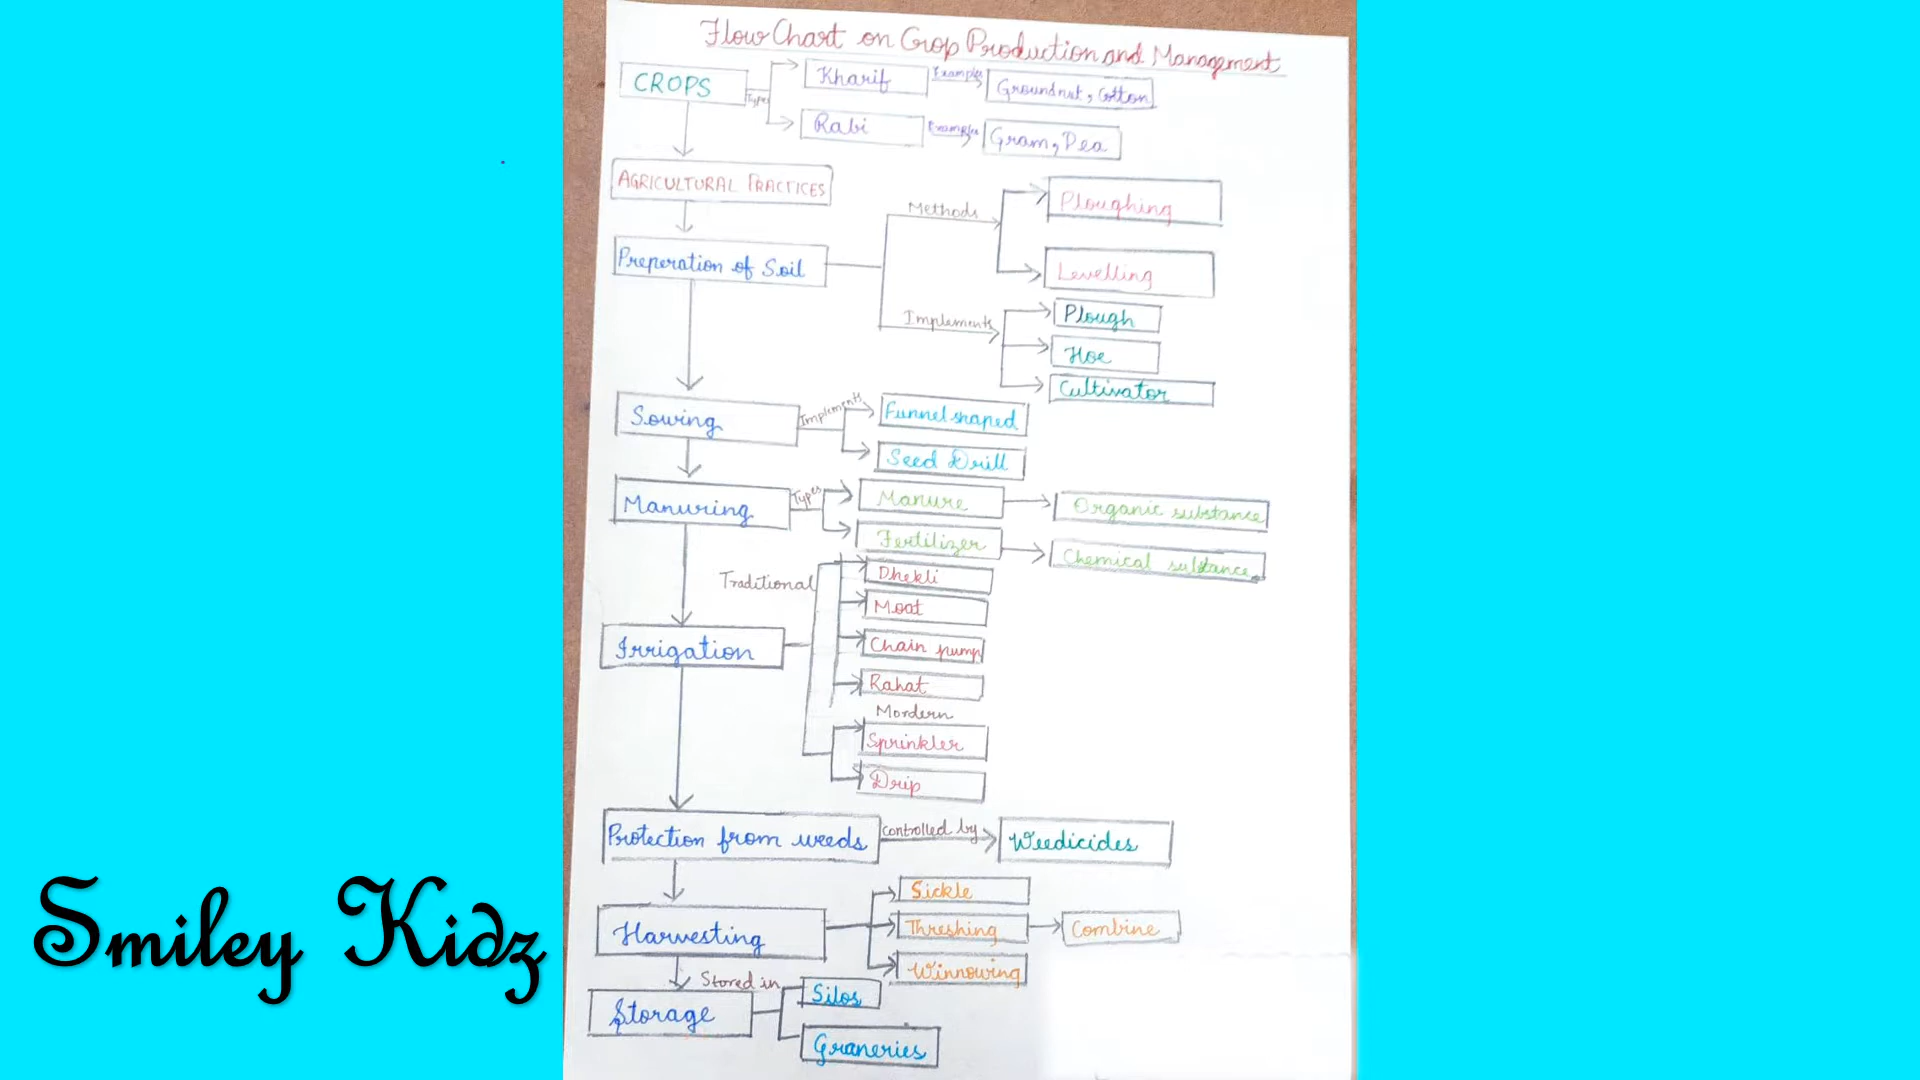 Flow Chart on Crop Production and Management
CROPS
Types
Kharif
Examples
Groundnut, Cotton
Rabi
Examples
Gram, Pea
AGRICULTURAL PRACTICES
Preperation of Soil
Methods
Ploughing
Levelling
Implements
Plough
Hoe
Cultivator
Sowing
Implements
Funnel shaped
Seed Drill
Manuring
Types
Manure
Organic substance
Fertilizer
Chemical substance
Irrigation
Traditional
Dhekli
Moat
Chain pump
Rahat
Mordern
Sprinkler
Drip
Protection from weeds
controlled by
Weedicides
Harvesting
Sickle
Threshing
Combine
Winnowing
Storage
Stored in
Silos
Graneries
Smiley Kidz